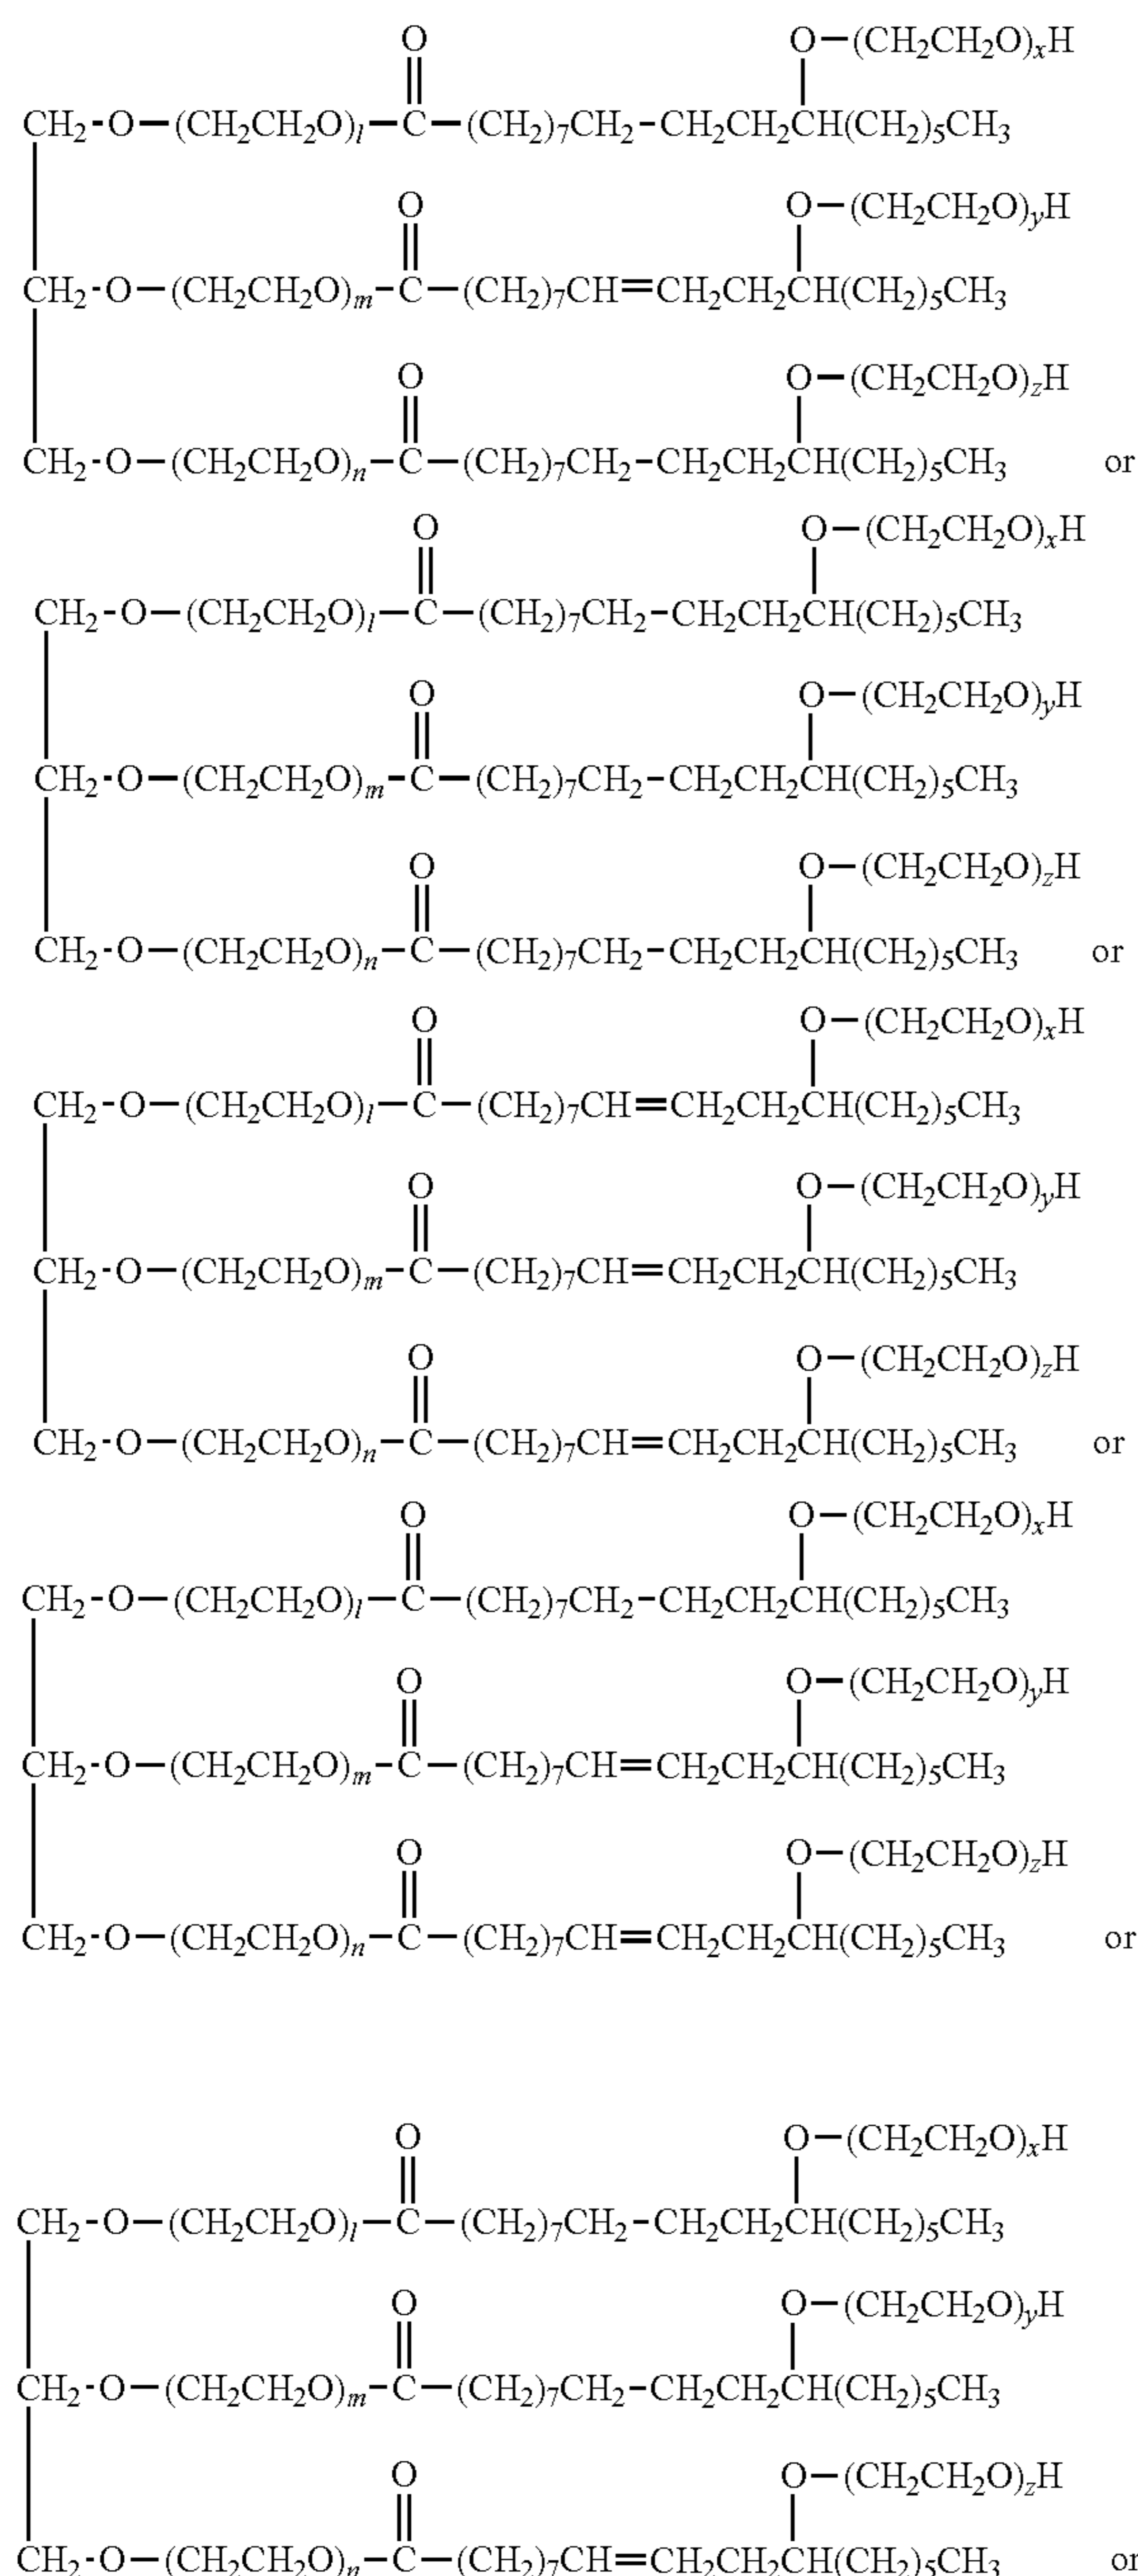 O—(CH₂CH₂O)ₓH
O
CH₂-O—(CH₂CH₂O)ₗ—C—(CH₂)₇CH₂-CH₂CH₂CH(CH₂)₅CH₃
O O—(CH₂CH₂O)yH
CH₂-O—(CH₂CH₂O)ₘ-C—(CH₂)₇CH=CH₂CH₂CH(CH₂)₅CH₃
O O—(CH₂CH₂O)zH
CH₂-O—(CH₂CH₂O)ₙ—C—(CH₂)₇CH₂-CH₂CH₂CH(CH₂)₅CH₃ or
O O—(CH₂CH₂O)ₓH
CH₂-O—(CH₂CH₂O)ₗ—C—(CH₂)₇CH₂-CH₂CH₂CH(CH₂)₅CH₃
O O—(CH₂CH₂O)yH
CH₂-O—(CH₂CH₂O)ₘ-C—(CH₂)₇CH₂-CH₂CH₂CH(CH₂)₅CH₃
O O—(CH₂CH₂O)zH
CH₂-O—(CH₂CH₂O)ₙ—C—(CH₂)₇CH₂-CH₂CH₂CH(CH₂)₅CH₃ or
O O—(CH₂CH₂O)ₓH
CH₂-O—(CH₂CH₂O)ₗ—C—(CH₂)₇CH=CH₂CH₂CH(CH₂)₅CH₃
O O—(CH₂CH₂O)yH
CH₂-O—(CH₂CH₂O)ₘ-C—(CH₂)₇CH=CH₂CH₂CH(CH₂)₅CH₃
O O—(CH₂CH₂O)zH
CH₂-O—(CH₂CH₂O)ₙ—C—(CH₂)₇CH=CH₂CH₂CH(CH₂)₅CH₃ or
O O—(CH₂CH₂O)ₓH
CH₂-O—(CH₂CH₂O)ₗ—C—(CH₂)₇CH₂-CH₂CH₂CH(CH₂)₅CH₃
O O—(CH₂CH₂O)yH
CH₂-O—(CH₂CH₂O)ₘ-C—(CH₂)₇CH=CH₂CH₂CH(CH₂)₅CH₃
O O—(CH₂CH₂O)zH
CH₂-O—(CH₂CH₂O)ₙ—C—(CH₂)₇CH=CH₂CH₂CH(CH₂)₅CH₃ or
O O—(CH₂CH₂O)ₓH
CH₂-O—(CH₂CH₂O)ₗ—C—(CH₂)₇CH₂-CH₂CH₂CH(CH₂)₅CH₃
O O—(CH₂CH₂O)yH
CH₂-O—(CH₂CH₂O)ₘ-C—(CH₂)₇CH₂-CH₂CH₂CH(CH₂)₅CH₃
O O—(CH₂CH₂O)zH
CH₂-O—(CH₂CH₂O)ₙ—C—(CH₂)₇CH=CH₂CH₂CH(CH₂)₅CH₃ or